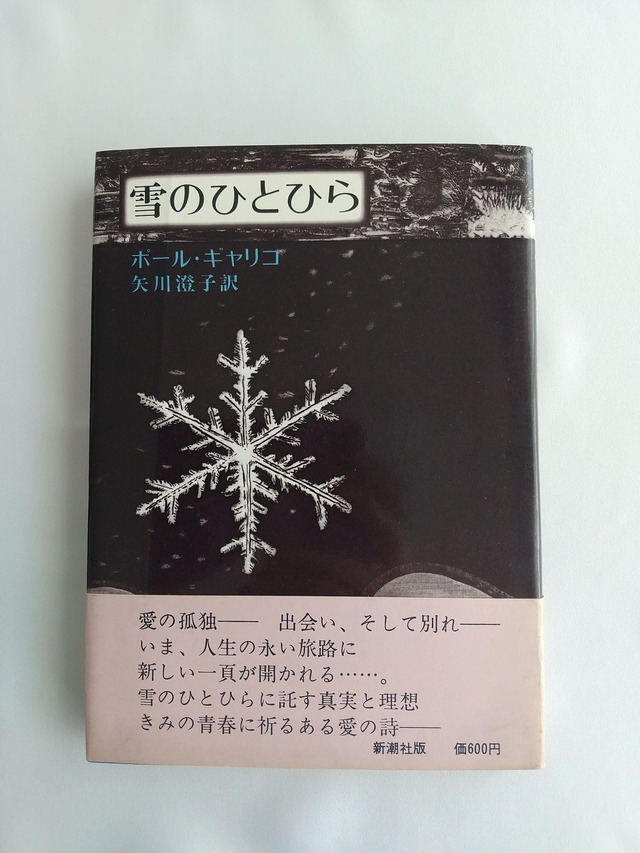 雪のひとひら
ポール・ギャリコ
矢川澄子訳
愛の孤独── 出会い、そして別れ──
いま、人生の永い旅路に
新しい一頁が開かれる……。
雪のひとひらに託す真実と理想
きみの青春に祈るある愛の詩──
新潮社版 価600円